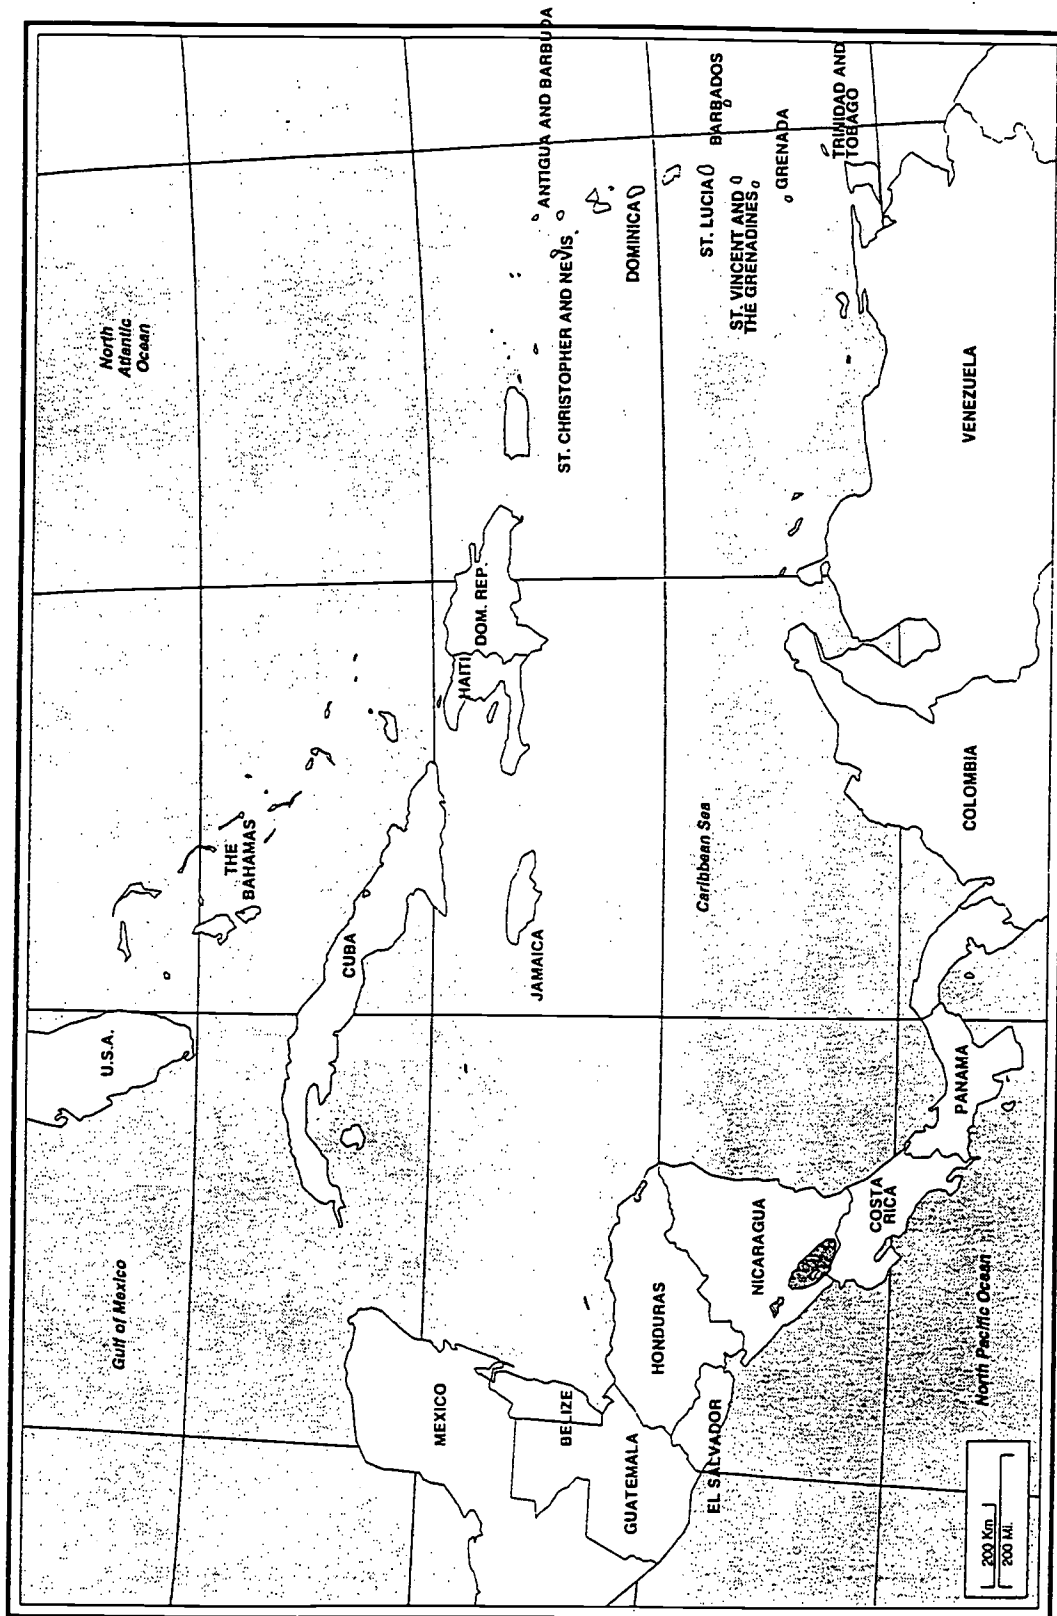 North
Atlantic
Ocean
Gulf of Mexico
U.S.A.
THE
BAHAMAS
CUBA
MEXICO
HAITI
DOM. REP.
JAMAICA
ANTIGUA AND BARBUDA
ST. CHRISTOPHER AND NEVIS
DOMINICA
BELIZE
GUATEMALA
HONDURAS
EL SALVADOR
NICARAGUA
Caribbean Sea
ST. LUCIA
BARBADOS
ST. VINCENT AND
THE GRENADINES
GRENADA
TRINIDAD AND
TOBAGO
COSTA
RICA
PANAMA
COLOMBIA
VENEZUELA
North Pacific Ocean
200 Km
200 Mi.